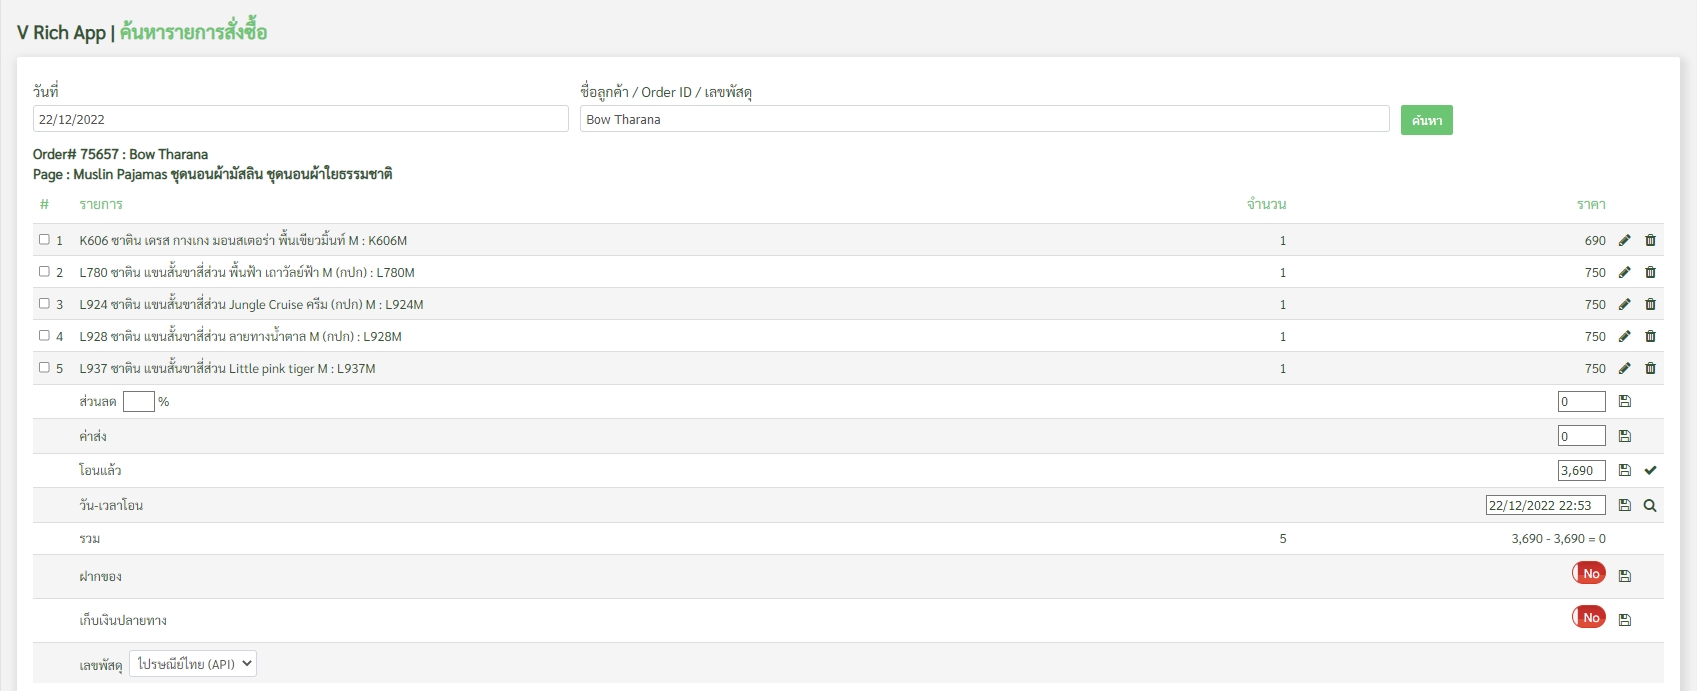 V Rich App | ค้นหารายการสั่งซื้อ
วันที่ ชื่อลูกค้า / Order ID / เลขพัสดุ
22/12/2022 Bow Tharana ค้นหา
Order# 75657 : Bow Tharana
Page : Muslin Pajamas ชุดนอนผ้ามัสลิน ชุดนอนผ้าใยธรรมชาติ
# รายการ จำนวน ราคา
1 K606 ซาติน เดรส กางเกง มอนสเตอร่า พื้นเขียวมิ้นท์ M : K606M 1 690
2 L780 ซาติน แขนสั้นขาสี่ส่วน พื้นฟ้า เถาวัลย์ฟ้า M (กปก) : L780M 1 750
3 L924 ซาติน แขนสั้นขาสี่ส่วน Jungle Cruise ครีม (กปก) M : L924M 1 750
4 L928 ซาติน แขนสั้นขาสี่ส่วน ลายทางน้ำตาล M (กปก) : L928M 1 750
5 L937 ซาติน แขนสั้นขาสี่ส่วน Little pink tiger M : L937M 1 750
ส่วนลด % 0
ค่าส่ง 0
โอนแล้ว 3,690
วัน-เวลาโอน 22/12/2022 22:53
รวม 5 3,690 - 3,690 = 0
ฝากของ No
เก็บเงินปลายทาง No
เลขพัสดุ ไปรษณีย์ไทย (API)